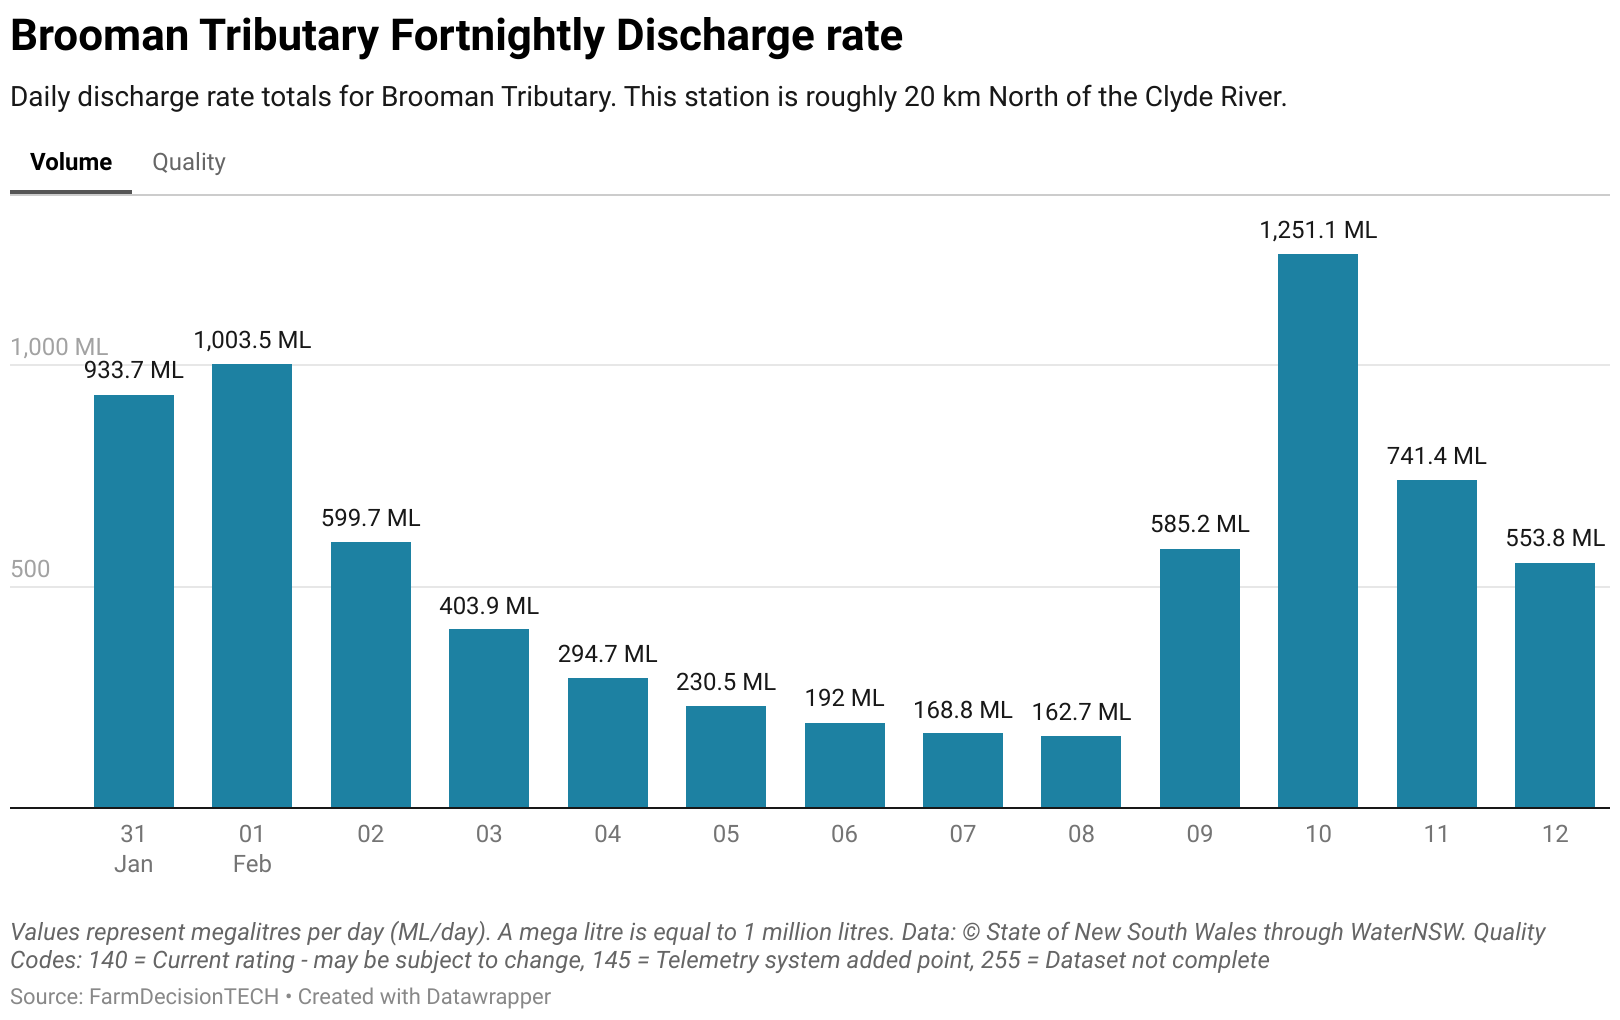 Brooman Tributary Fortnightly Discharge rate
Daily discharge rate totals for Brooman Tributary. This station is roughly 20 km North of the Clyde River.
Volume Quality
1,251.1 ML
1,003.5 ML
1,000 ML
933.7 ML
741.4 ML
599.7 ML
585.2 ML
553.8 ML
500
403.9 ML
294.7 ML
230.5 ML
192 ML
168.8 ML
162.7 ML
31 01 02 03 04 05 06 07 08 09 10 11 12
Jan Feb
Values represent megalitres per day (ML/day). A mega litre is equal to 1 million litres. Data: © State of New South Wales through WaterNSW. Quality
Codes: 140 = Current rating - may be subject to change, 145 = Telemetry system added point, 255 = Dataset not complete
Source: FarmDecisionTECH • Created with Datawrapper